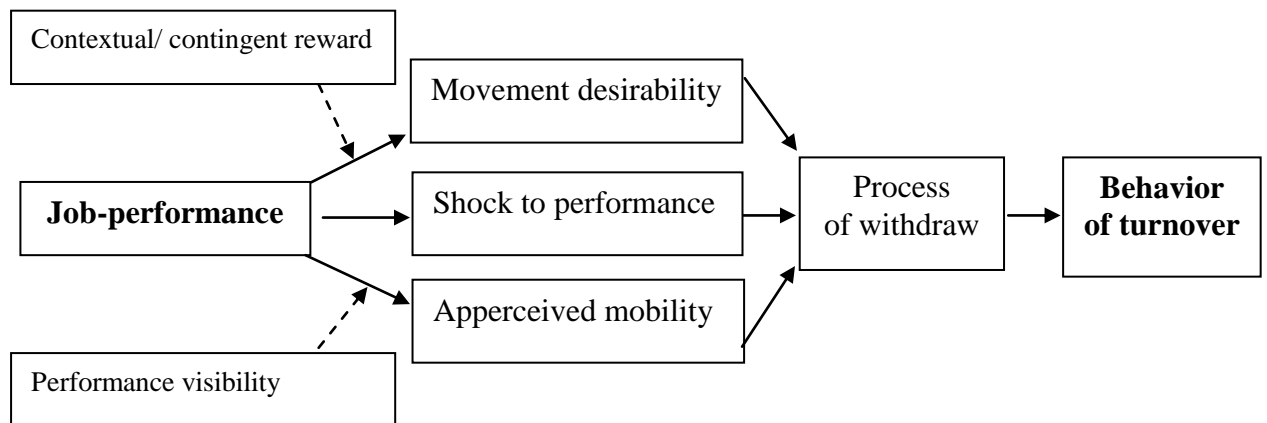 Contextual/ contingent reward
Movement desirability
Job-performance
Shock to performance
Process
of withdraw
Behavior
of turnover
Apperceived mobility
Performance visibility